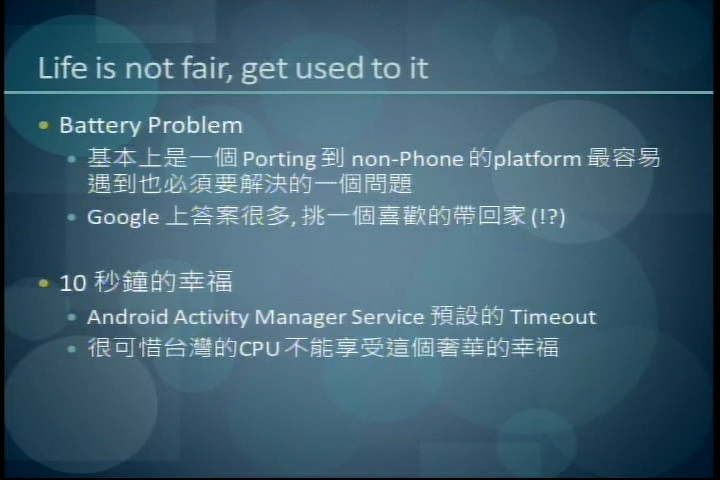 Life is not fair, get used to it
Battery Problem
基本上是一個 Porting 到 non-Phone 的platform 最容易
遇到也必須要解決的一個問題
Google 上答案很多, 挑一個喜歡的帶回家 (!?)
10 秒鐘的幸福
Android Activity Manager Service 預設的 Timeout
很可惜台灣的CPU 不能享受這個奢華的幸福